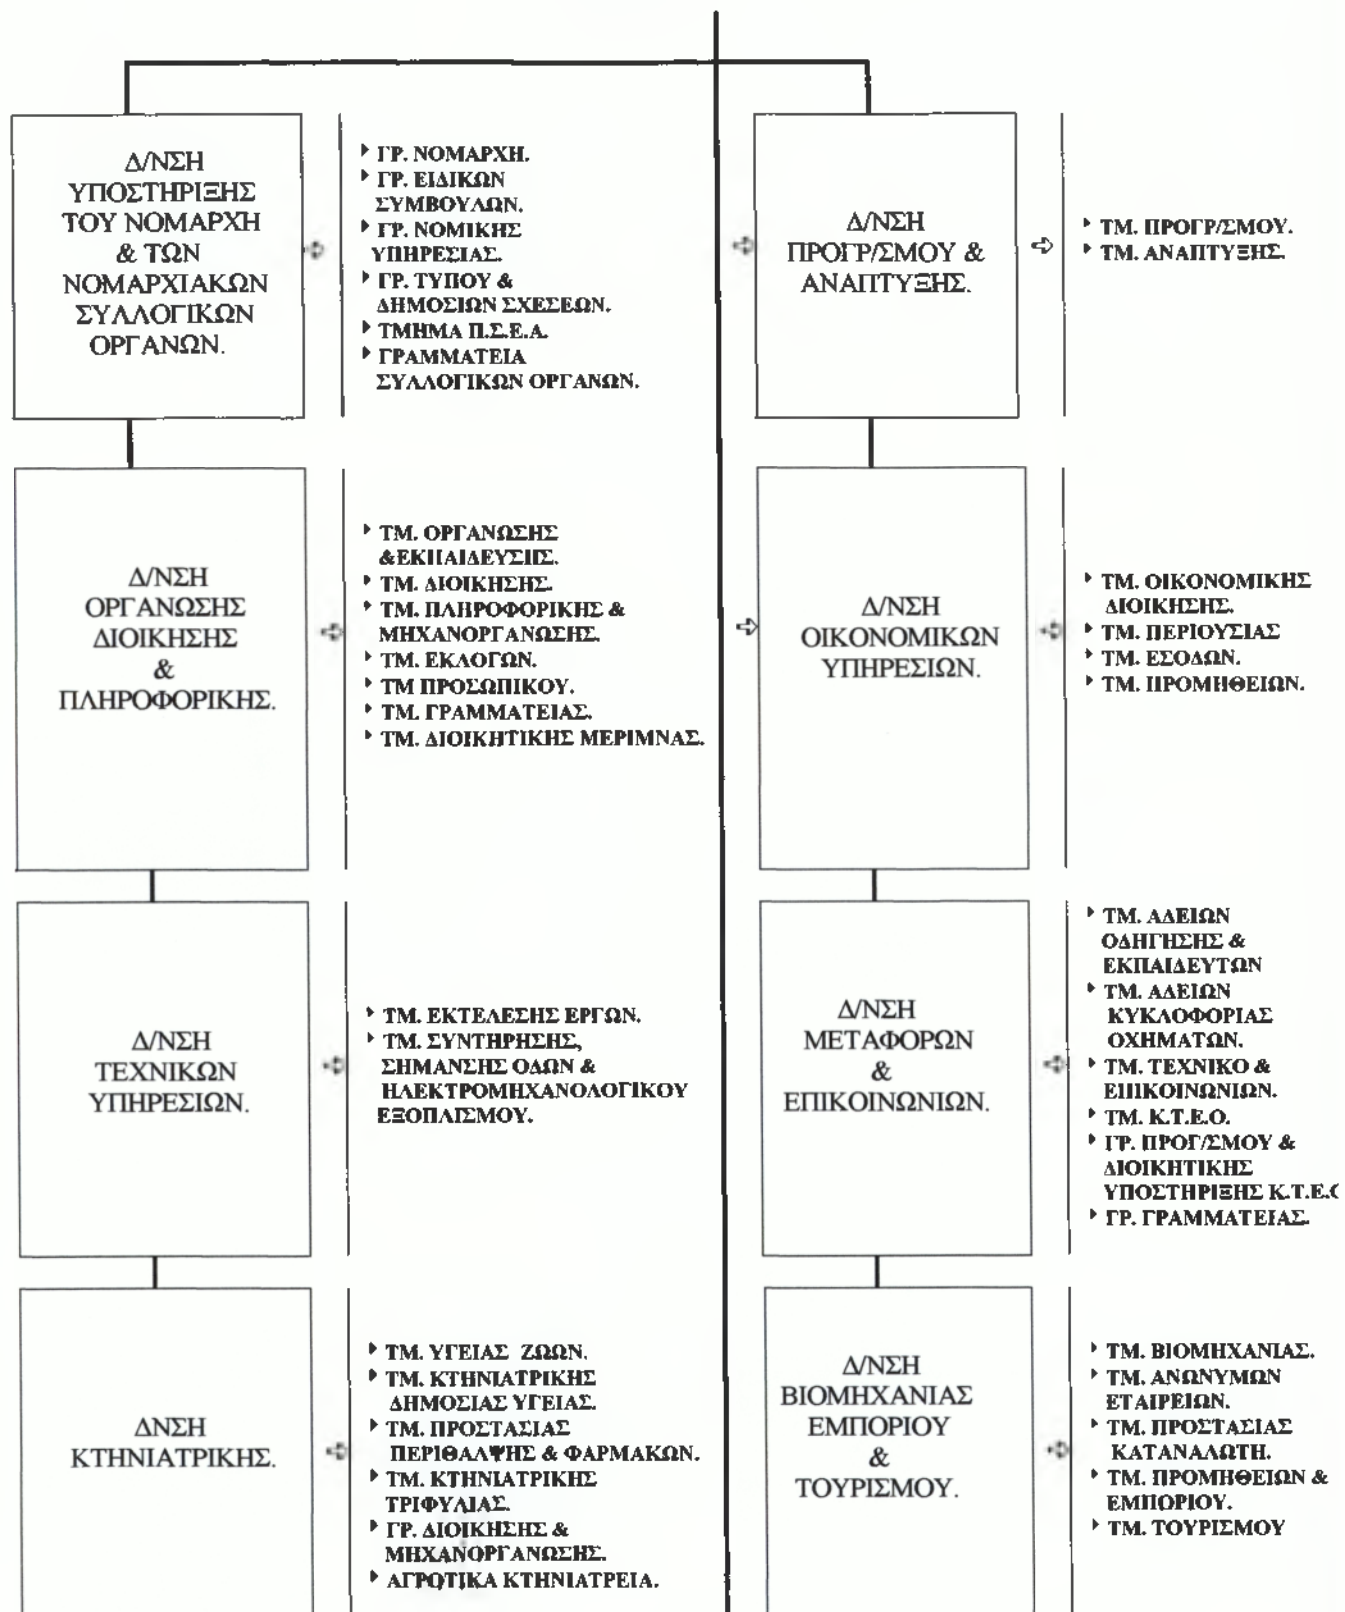 Δ/ΝΣΗ
ΥΠΟΣΤΗΡΙΞΗΣ
ΤΟΥ ΝΟΜΑΡΧΗ
& ΤΩΝ
ΝΟΜΑΡΧΙΑΚΩΝ
ΣΥΛΛΟΓΙΚΩΝ
ΟΡΓΑΝΩΝ.
ΓΡ. ΝΟΜΑΡΧΗ.
ΓΡ. ΕΙΔΙΚΩΝ
ΣΥΜΒΟΥΛΩΝ.
ΓΡ. ΝΟΜΙΚΗΣ
ΥΠΗΡΕΣΙΑΣ.
ΓΡ. ΤΥΠΟΥ &
ΔΗΜΟΣΙΩΝ ΣΧΕΣΕΩΝ.
ΤΜΗΜΑ Π.Σ.Ε.Α.
ΓΡΑΜΜΑΤΕΙΑ
ΣΥΛΛΟΓΙΚΩΝ ΟΡΓΑΝΩΝ.
Δ/ΝΣΗ
ΠΡΟΓΡ/ΣΜΟΥ &
ΑΝΑΠΤΥΞΗΣ.
ΤΜ. ΠΡΟΓΡ/ΣΜΟΥ.
ΤΜ. ΑΝΑΠΤΥΞΗΣ.
Δ/ΝΣΗ
ΟΡΓΑΝΩΣΗΣ
ΔΙΟΙΚΗΣΗΣ
&
ΠΛΗΡΟΦΟΡΙΚΗΣ.
ΤΜ. ΟΡΓΑΝΩΣΗΣ
&ΕΚΠΑΙΔΕΥΣΗΣ.
ΤΜ. ΔΙΟΙΚΗΣΗΣ.
ΤΜ. ΠΛΗΡΟΦΟΡΙΚΗΣ &
ΜΗΧΑΝΟΡΓΑΝΩΣΗΣ.
ΤΜ. ΕΚΛΟΓΩΝ.
ΤΜ ΠΡΟΣΩΠΙΚΟΥ.
ΤΜ. ΓΡΑΜΜΑΤΕΙΑΣ.
ΤΜ. ΔΙΟΙΚΗΤΙΚΗΣ ΜΕΡΙΜΝΑΣ.
Δ/ΝΣΗ
ΟΙΚΟΝΟΜΙΚΩΝ
ΥΠΗΡΕΣΙΩΝ.
ΤΜ. ΟΙΚΟΝΟΜΙΚΗΣ
ΔΙΟΙΚΗΣΗΣ.
ΤΜ. ΠΕΡΙΟΥΣΙΑΣ
ΤΜ. ΕΣΟΔΩΝ.
ΤΜ. ΠΡΟΜΗΘΕΙΩΝ.
Δ/ΝΣΗ
ΤΕΧΝΙΚΩΝ
ΥΠΗΡΕΣΙΩΝ.
ΤΜ. ΕΚΤΕΛΕΣΗΣ ΕΡΓΩΝ.
ΤΜ. ΣΥΝΤΗΡΗΣΗΣ,
ΣΗΜΑΝΣΗΣ ΟΔΩΝ &
ΗΛΕΚΤΡΟΜΗΧΑΝΟΛΟΓΙΚΟΥ
ΕΞΟΠΛΙΣΜΟΥ.
Δ/ΝΣΗ
ΜΕΤΑΦΟΡΩΝ
&
ΕΠΙΚΟΙΝΩΝΙΩΝ.
ΤΜ. ΑΔΕΙΩΝ
ΟΔΗΓΗΣΗΣ &
ΕΚΠΑΙΔΕΥΤΩΝ
ΤΜ. ΑΔΕΙΩΝ
ΚΥΚΛΟΦΟΡΙΑΣ
ΟΧΗΜΑΤΩΝ.
ΤΜ. ΤΕΧΝΙΚΟ &
ΕΠΙΚΟΙΝΩΝΙΩΝ.
ΤΜ. Κ.Τ.Ε.Ο.
ΓΡ. ΠΡΟΓ/ΣΜΟΥ &
ΔΙΟΙΚΗΤΙΚΗΣ
ΥΠΟΣΤΗΡΙΞΗΣ Κ.Τ.Ε.
ΓΡ. ΓΡΑΜΜΑΤΕΙΑΣ.
ΔΝΣΗ
ΚΤΗΝΙΑΤΡΙΚΗΣ.
ΤΜ. ΥΓΕΙΑΣ ΖΩΩΝ.
ΤΜ. ΚΤΗΝΙΑΤΡΙΚΗΣ
ΔΗΜΟΣΙΑΣ ΥΓΕΙΑΣ.
ΤΜ. ΠΡΟΣΤΑΣΙΑΣ
ΠΕΡΙΘΑΛΨΗΣ & ΦΑΡΜΑΚΩΝ.
ΤΜ. ΚΤΗΝΙΑΤΡΙΚΗΣ
ΤΡΙΦΥΛΙΑΣ.
ΓΡ. ΔΙΟΙΚΗΣΗΣ &
ΜΗΧΑΝΟΡΓΑΝΩΣΗΣ.
ΑΓΡΟΤΙΚΑ ΚΤΗΝΙΑΤΡΕΙΑ.
Δ/ΝΣΗ
ΒΙΟΜΗΧΑΝΙΑΣ
ΕΜΠΟΡΙΟΥ
&
ΤΟΥΡΙΣΜΟΥ.
ΤΜ. ΒΙΟΜΗΧΑΝΙΑΣ.
ΤΜ. ΑΝΩΝΥΜΩΝ
ΕΤΑΙΡΕΙΩΝ.
ΤΜ. ΠΡΟΣΤΑΣΙΑΣ
ΚΑΤΑΝΑΛΩΤΗ.
ΤΜ. ΠΡΟΜΗΘΕΙΩΝ &
ΕΜΠΟΡΙΟΥ.
ΤΜ. ΤΟΥΡΙΣΜΟΥ